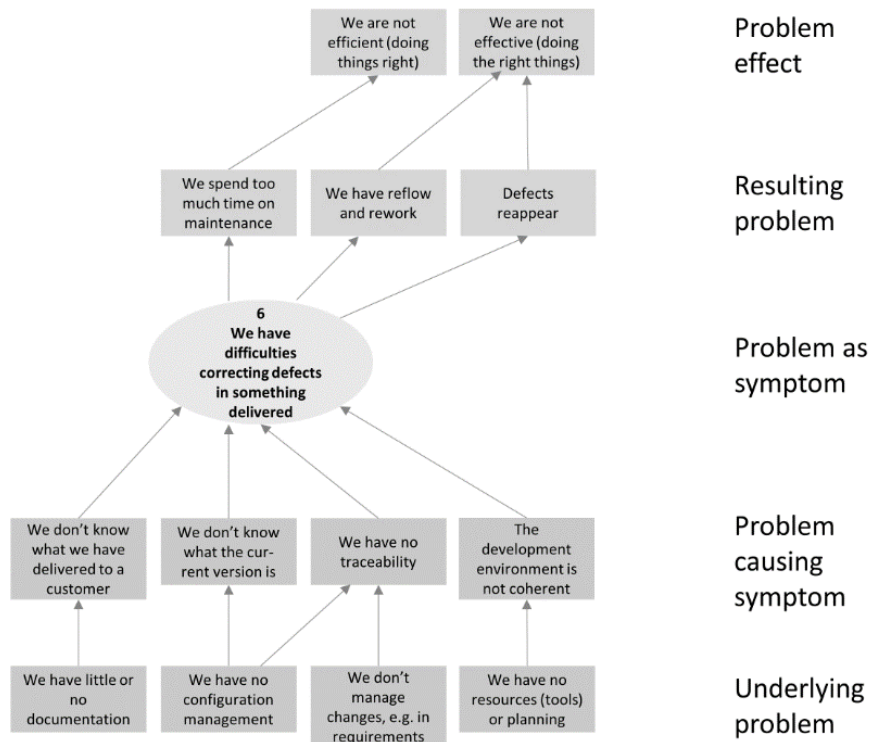 We are not
efficient (doing
things right)
We are not
effective (doing
the right things)
Problem
effect
We spend too
much time on
maintenance
We have reflow
and rework
Defects
reappear
Resulting
problem
6
We have
difficulties
correcting defects
in something
delivered
Problem as
symptom
We don't know
what we have
delivered to a
customer
We don't know
what the cur-
rent version is
We have no
traceability
The
development
environment is
not coherent
Problem
causing
symptom
We have little or
no
documentation
We have no
configuration
management
We don't
manage
changes, e.g. in
requirements
We have no
resources (tools)
or planning
Underlying
problem